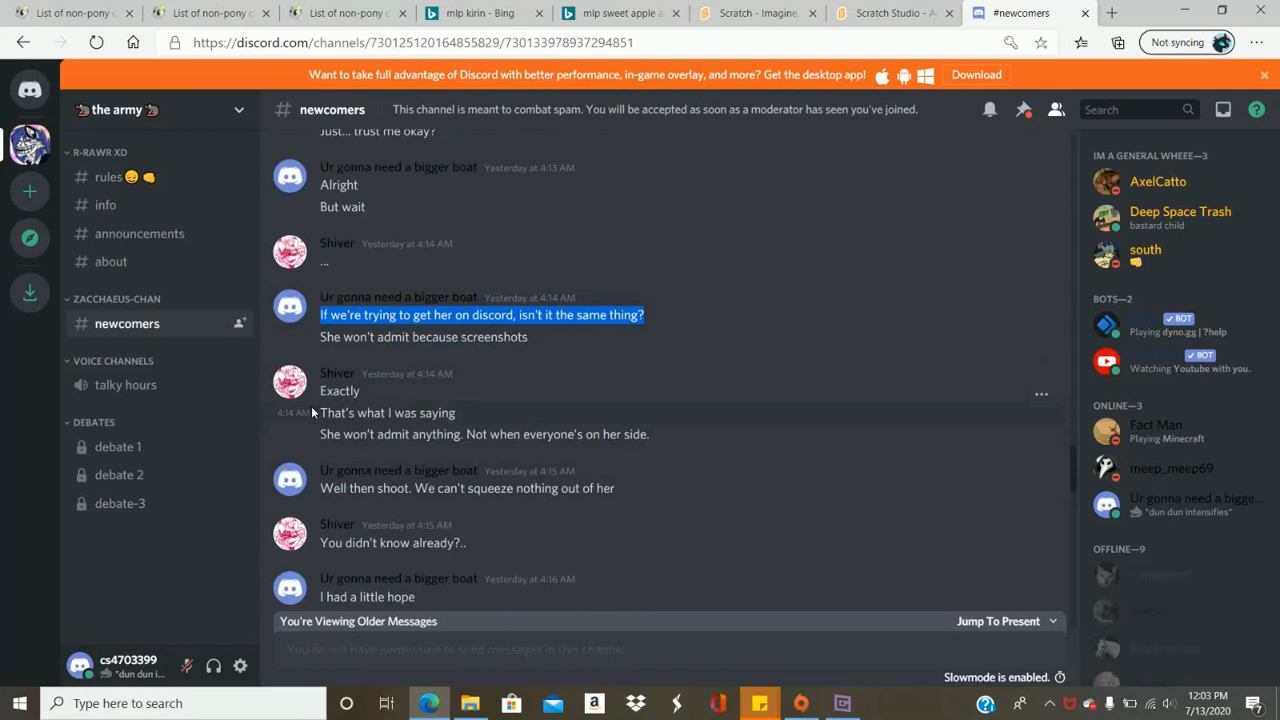 List of non-pony c
List of non-pony c
List of non-pony c
mlp kirin - Bing
mlp sweet apple a
Scratch - Imagine,
Scratch Studio - A
#newcomers
https://discord.com/channels/730125120164855829/730133978937294851
Not syncing
Want to take full advantage of Discord with better performance, in-game overlay, and more? Get the desktop app!
Download
the army
newcomers
This channel is meant to combat spam. You will be accepted as soon as a moderator has seen you've joined.
Search
R-RAWR XD
rules
info
announcements
about
ZACCHAEUS-CHAN
newcomers
VOICE CHANNELS
talky hours
DEBATES
debate 1
debate 2
debate-3
cs4703399
*dun dun i...
Just... trust me okay?
Ur gonna need a bigger boat Yesterday at 4:13 AM
Alright
But wait
Shiver Yesterday at 4:14 AM
...
Ur gonna need a bigger boat Yesterday at 4:14 AM
If we're trying to get her on discord, isn't it the same thing?
She won't admit because screenshots
Shiver Yesterday at 4:14 AM
Exactly
4:14 AM That's what I was saying
She won't admit anything. Not when everyone's on her side.
Ur gonna need a bigger boat Yesterday at 4:15 AM
Well then shoot. We can't squeeze nothing out of her
Shiver Yesterday at 4:15 AM
You didn't know already?..
Ur gonna need a bigger boat Yesterday at 4:16 AM
I had a little hope
You're Viewing Older Messages
Jump To Present
You do not have permission to send messages in this channel.
Slowmode is enabled.
IM A GENERAL WHEEE—3
AxelCatto
Deep Space Trash
bastard child
south
BOTS—2
BOT
Playing dyno.gg | ?help
BOT
Watching Youtube with you.
ONLINE—3
Fact Man
Playing Minecraft
meep_meep69
Ur gonna need a bigge...
*dun dun intensifies*
OFFLINE—9
Type here to search
12:03 PM
7/13/2020